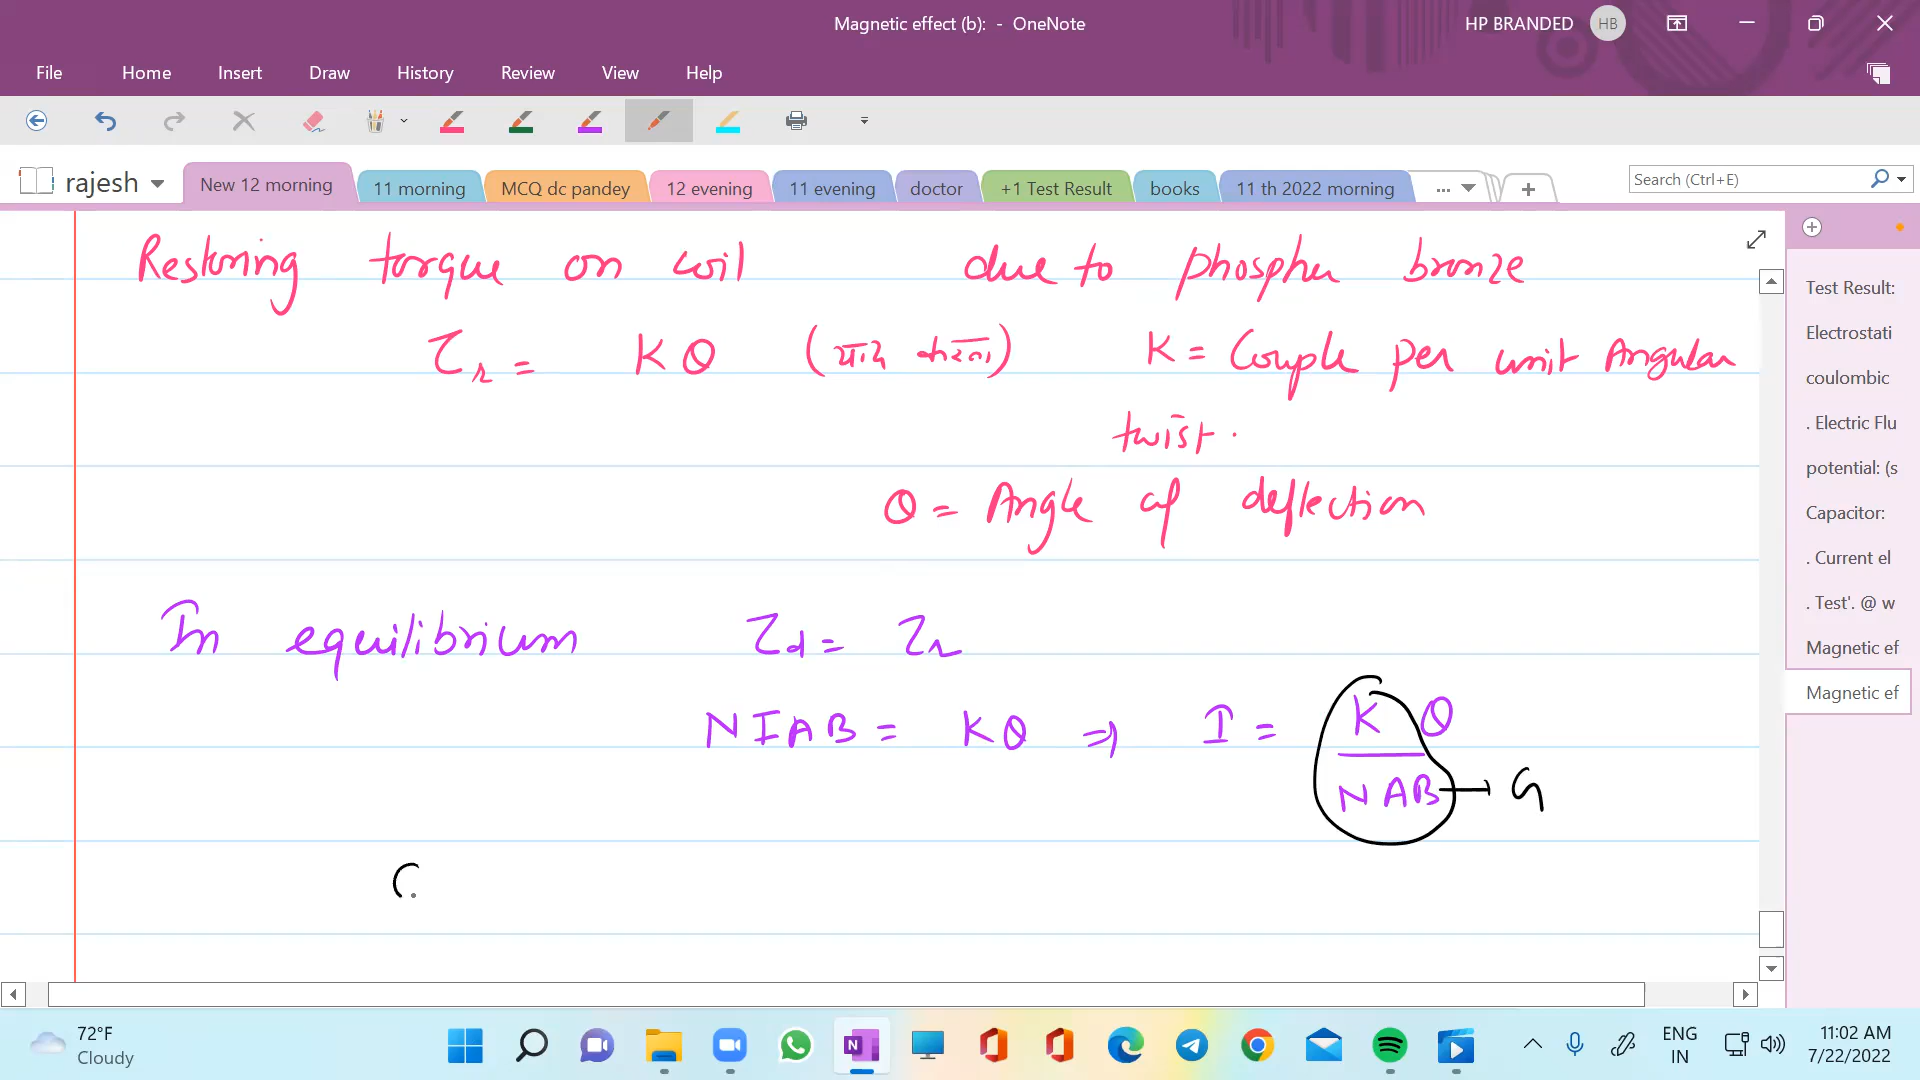 Magnetic effect (b): - OneNote
HP BRANDED HB
File Home Insert Draw History Review View Help
rajesh New 12 morning 11 morning MCQ dc pandey 12 evening 11 evening doctor +1 Test Result books 11 th 2022 morning ... Search (Ctrl+E)
Restoring torque on coil due to phosphu bronze
τr = Kθ ( ) K = Couple per unit Angular
twist.
θ = Angle of deflection
In equilibrium τd = τr
NIAB = Kθ ⇒ I = K θ
NAB → G
(
Test Result:
Electrostati
coulombic
. Electric Flu
potential: (s
Capacitor:
. Current el
. Test'. @ w
Magnetic ef
Magnetic ef
72°F
Cloudy
ENG
IN
11:02 AM
7/22/2022